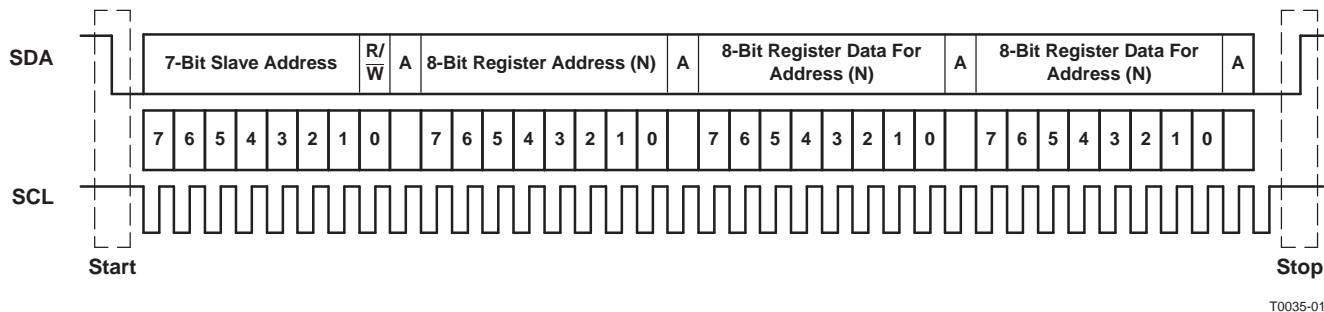 SDA
7-Bit Slave Address
R/
W
A
8-Bit Register Address (N)
A
8-Bit Register Data For
Address (N)
A
8-Bit Register Data For
Address (N)
A
7 6 5 4 3 2 1 0 7 6 5 4 3 2 1 0 7 6 5 4 3 2 1 0 7 6 5 4 3 2 1 0
SCL
Start
Stop
T0035-01